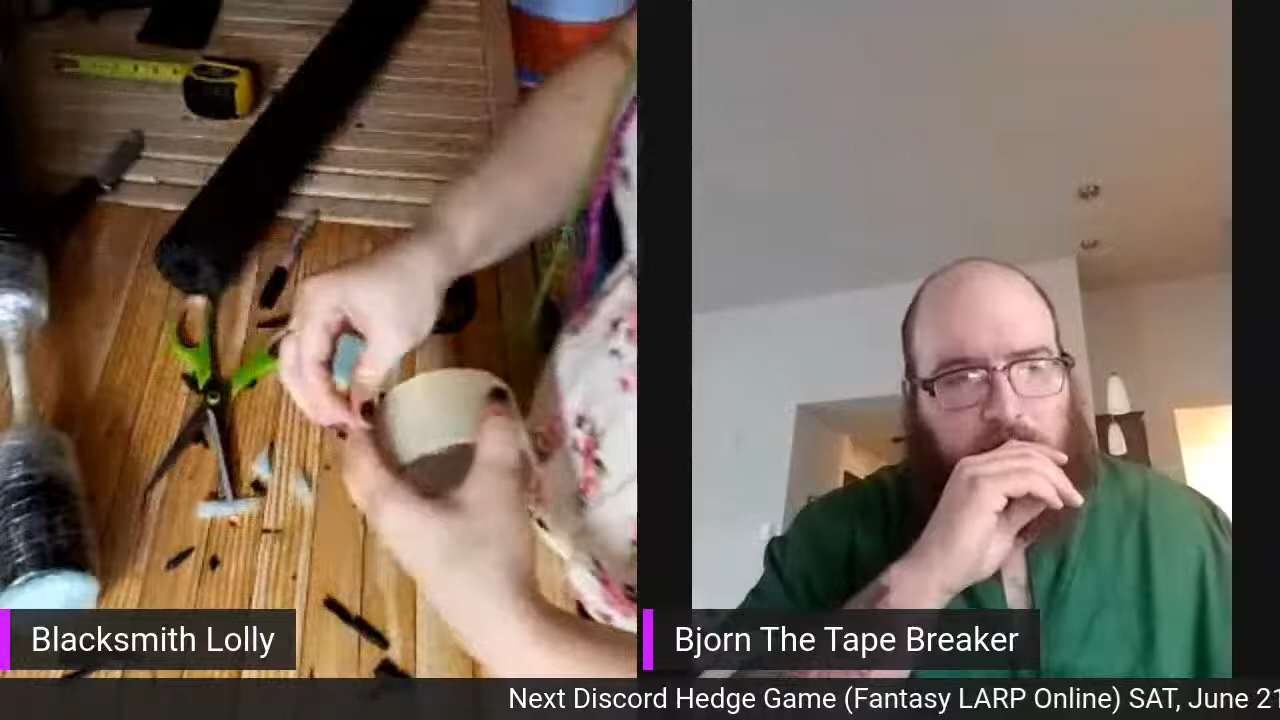 Blacksmith Lolly
Bjorn The Tape Breaker
Next Discord Hedge Game (Fantasy LARP Online) SAT, June 21